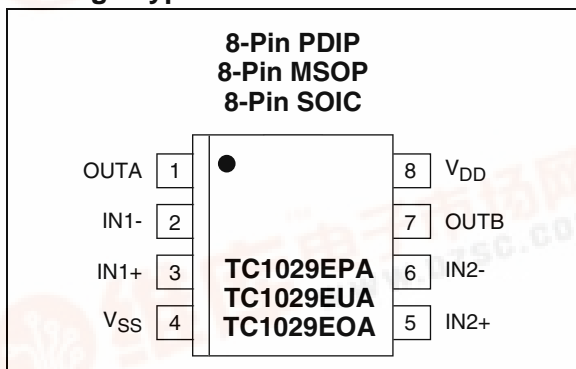 8-Pin PDIP
8-Pin MSOP
8-Pin SOIC
OUTA 1
8 VDD
IN1- 2
7 OUTB
IN1+ 3
6 IN2-
VSS 4
5 IN2+
TC1029EPA
TC1029EUA
TC1029EOA